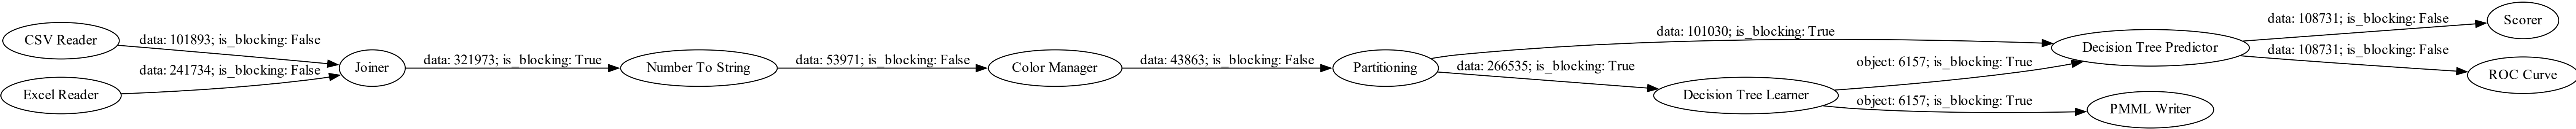 CSV Reader
data: 101893; is_blocking: False
Excel Reader
data: 241734; is_blocking: False
Joiner
data: 321973; is_blocking: True
Number To String
data: 53971; is_blocking: False
Color Manager
data: 43863; is_blocking: False
Partitioning
data: 101030; is_blocking: True
data: 266535; is_blocking: True
Decision Tree Learner
object: 6157; is_blocking: True
object: 6157; is_blocking: True
Decision Tree Predictor
PMML Writer
data: 108731; is_blocking: False
data: 108731; is_blocking: False
Scorer
ROC Curve